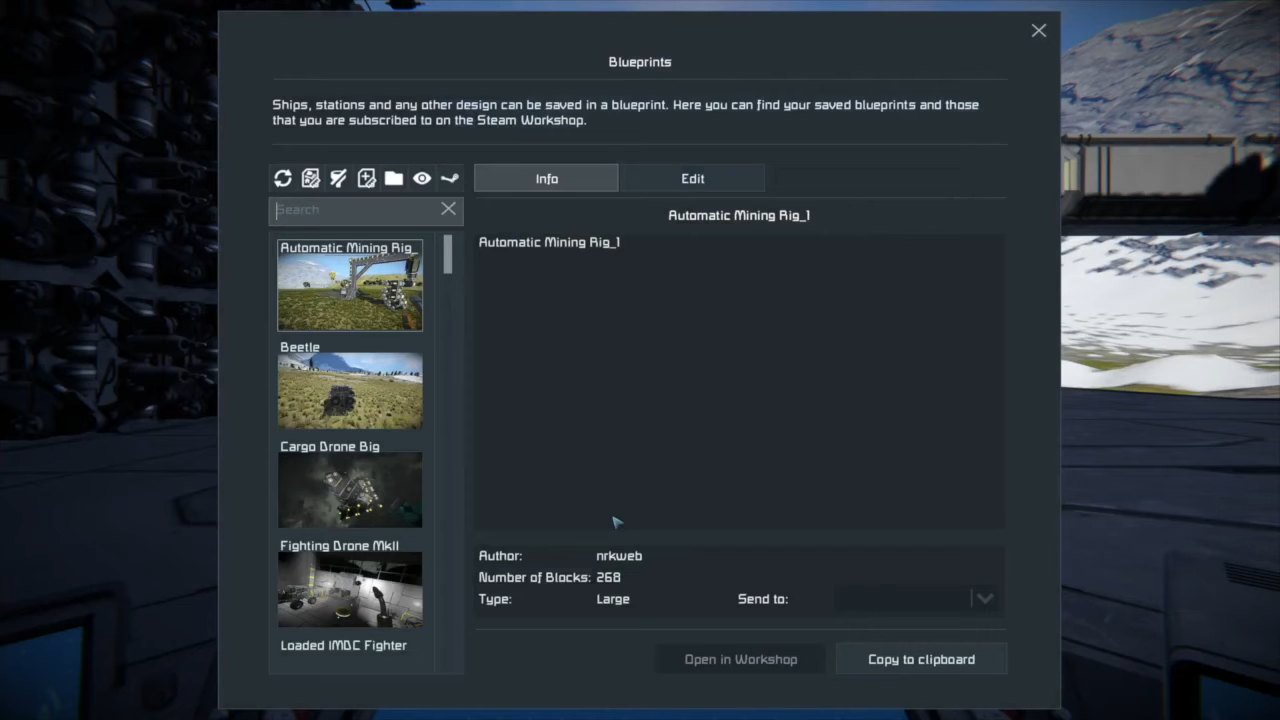 Blueprints
Ships, stations and any other design can be saved in a blueprint. Here you can find your saved blueprints and those
that you are subscribed to on the Steam Workshop.
Info
Edit
Search
Automatic Mining Rig_1
Automatic Mining Rig_
Automatic Mining Rig_1
Beetle
Cargo Drone Big
Fighting Drone MkII
Loaded IMDC Fighter
Author: nrkweb
Number of Blocks: 268
Type: Large
Send to:
Open in Workshop
Copy to clipboard